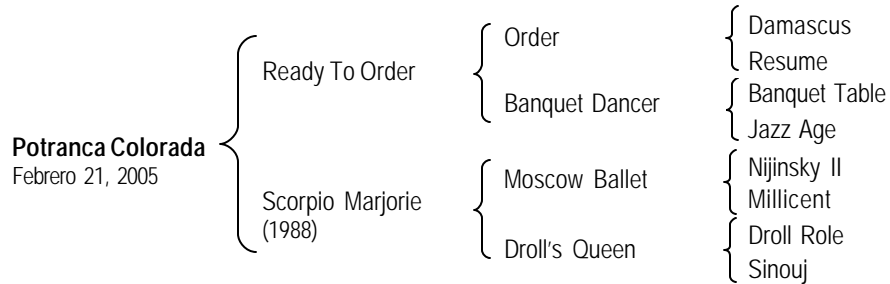 Potranca Colorada
Febrero 21, 2005
Ready To Order
Scorpio Marjorie
(1988)
Order
Banquet Dancer
Moscow Ballet
Droll's Queen
Damascus
Resume
Banquet Table
Jazz Age
Nijinsky II
Millicent
Droll Role
Sinouj